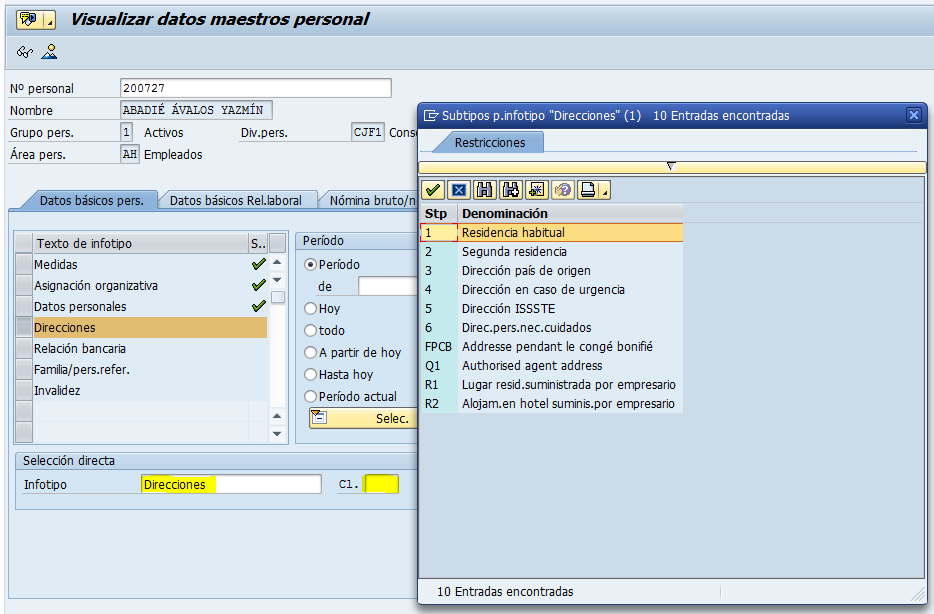 Visualizar datos maestros personal
Nº personal 200727
Nombre ABADIÉ ÁVALOS YAZMÍN
Grupo pers. 1 Activos Div.pers. CJF1 Conse
Área pers. AH Empleados
Datos básicos pers. Datos básicos Rel.laboral Nómina bruto/n
Texto de infotipo S..
Medidas
Asignación organizativa
Datos personales
Direcciones
Relación bancaria
Familia/pers.refer.
Invalidez
Período
Período
de
Hoy
todo
A partir de hoy
Hasta hoy
Período actual
Selec.
Selección directa
Infotipo Direcciones Cl.
Subtipos p.infotipo "Direcciones" (1) 10 Entradas encontradas
Restricciones
Stp Denominación
1 Residencia habitual
2 Segunda residencia
3 Dirección país de origen
4 Dirección en caso de urgencia
5 Dirección ISSSTE
6 Direc.pers.nec.cuidados
FPCB Addresse pendant le congé bonifié
Q1 Authorised agent address
R1 Lugar resid.suministrada por empresario
R2 Alojam.en hotel suminis.por empresario
10 Entradas encontradas